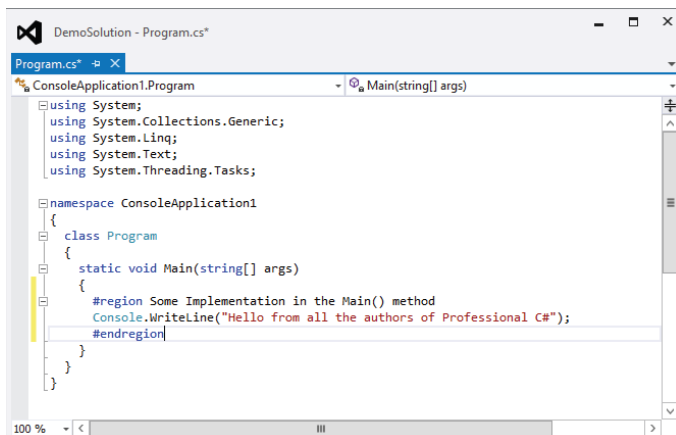 DemoSolution - Program.cs*
Program.cs*
ConsoleApplication1.Program
Main(string[] args)
using System;
using System.Collections.Generic;
using System.Linq;
using System.Text;
using System.Threading.Tasks;
namespace ConsoleApplication1
{
class Program
{
static void Main(string[] args)
{
#region Some Implementation in the Main() method
Console.WriteLine("Hello from all the authors of Professional C#");
#endregion
}
}
}
100 %